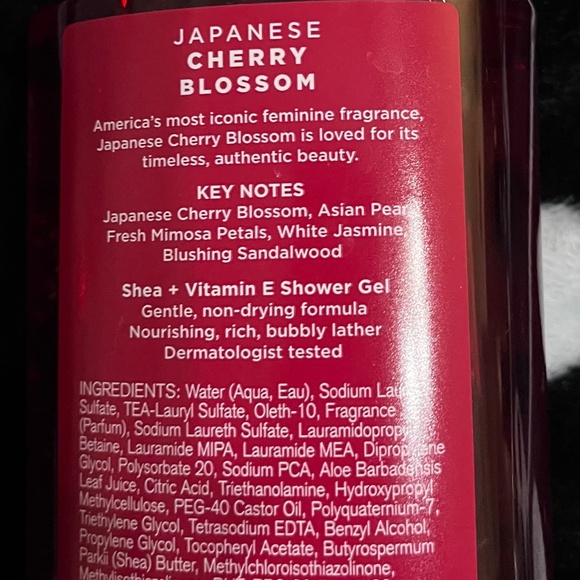 JAPANESE
CHERRY
BLOSSOM
America's most iconic feminine fragrance,
Japanese Cherry Blossom is loved for its
timeless, authentic beauty.
KEY NOTES
Japanese Cherry Blossom, Asian Pear,
Fresh Mimosa Petals, White Jasmine,
Blushing Sandalwood
Shea + Vitamin E Shower Gel
Gentle, non-drying formula
Nourishing, rich, bubbly lather
Dermatologist tested
INGREDIENTS: Water (Aqua, Eau), Sodium Laureth
Sulfate, TEA-Lauryl Sulfate, Oleth-10, Fragrance
(Parfum), Sodium Laureth Sulfate, Lauramidopropyl
Betaine, Lauramide MIPA, Lauramide MEA, Dipropylene
Glycol, Polysorbate 20, Sodium PCA, Aloe Barbadensis
Leaf Juice, Citric Acid, Triethanolamine, Hydroxypropyl
Methylcellulose, PEG-40 Castor Oil, Polyquaternium-7,
Triethylene Glycol, Tetrasodium EDTA, Benzyl Alcohol,
Propylene Glycol, Tocopheryl Acetate, Butyrospermum
Parkii (Shea) Butter, Methylchloroisothiazolinone,